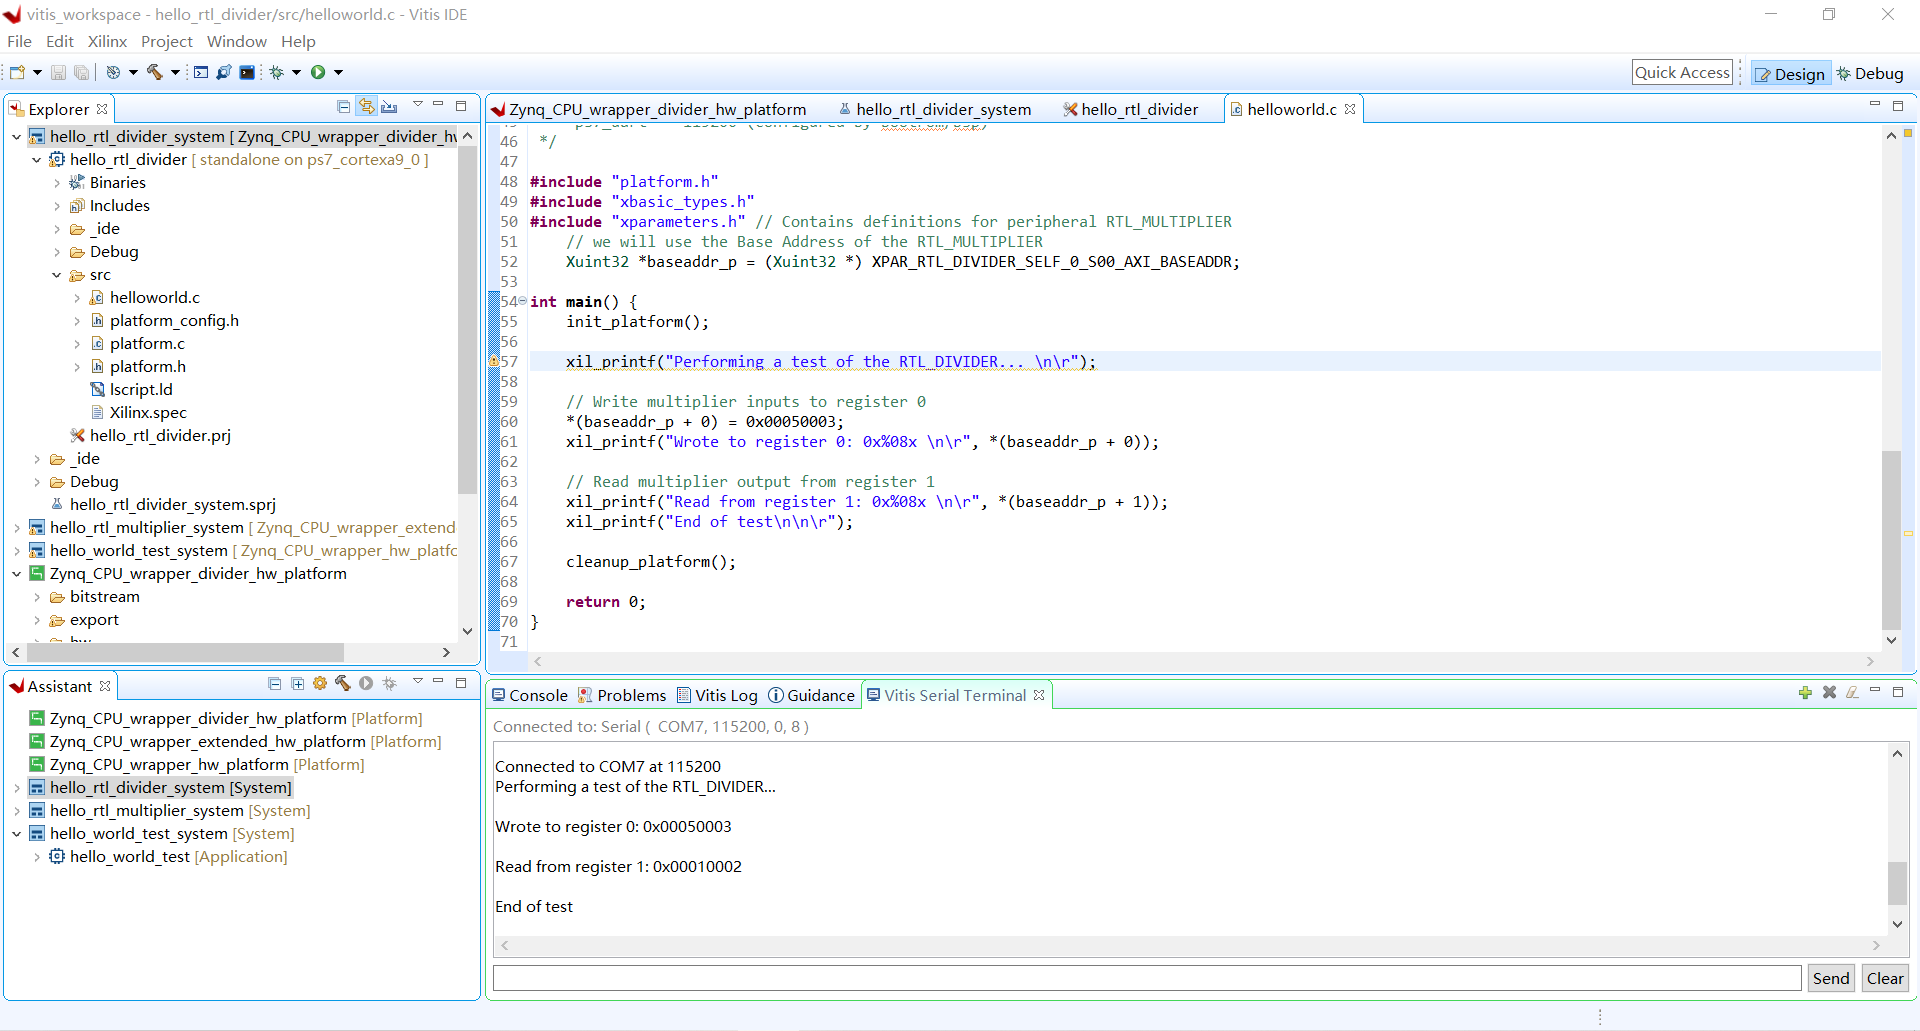 vitis_workspace - hello_rtl_divider/src/helloworld.c - Vitis IDE
File Edit Xilinx Project Window Help
Quick Access Design Debug
Explorer
hello_rtl_divider_system [ Zynq_CPU_wrapper_divider_hw
hello_rtl_divider [ standalone on ps7_cortexa9_0 ]
Binaries
Includes
_ide
Debug
src
helloworld.c
platform_config.h
platform.c
platform.h
lscript.ld
Xilinx.spec
hello_rtl_divider.prj
_ide
Debug
hello_rtl_divider_system.sprj
hello_rtl_multiplier_system [ Zynq_CPU_wrapper_extend
hello_world_test_system [ Zynq_CPU_wrapper_hw_platfo
Zynq_CPU_wrapper_divider_hw_platform
bitstream
export
Zynq_CPU_wrapper_divider_hw_platform hello_rtl_divider_system hello_rtl_divider helloworld.c
46 */
47
48 #include "platform.h"
49 #include "xbasic_types.h"
50 #include "xparameters.h" // Contains definitions for peripheral RTL_MULTIPLIER
51 // we will use the Base Address of the RTL_MULTIPLIER
52 Xuint32 *baseaddr_p = (Xuint32 *) XPAR_RTL_DIVIDER_SELF_0_S00_AXI_BASEADDR;
53
54 int main() {
55 init_platform();
56
57 xil_printf("Performing a test of the RTL_DIVIDER... \n\r");
58
59 // Write multiplier inputs to register 0
60 *(baseaddr_p + 0) = 0x00050003;
61 xil_printf("Wrote to register 0: 0x%08x \n\r", *(baseaddr_p + 0));
62
63 // Read multiplier output from register 1
64 xil_printf("Read from register 1: 0x%08x \n\r", *(baseaddr_p + 1));
65 xil_printf("End of test\n\n\r");
66
67 cleanup_platform();
68
69 return 0;
70 }
71
Assistant
Zynq_CPU_wrapper_divider_hw_platform [Platform]
Zynq_CPU_wrapper_extended_hw_platform [Platform]
Zynq_CPU_wrapper_hw_platform [Platform]
hello_rtl_divider_system [System]
hello_rtl_multiplier_system [System]
hello_world_test_system [System]
hello_world_test [Application]
Console Problems Vitis Log Guidance Vitis Serial Terminal
Connected to: Serial ( COM7, 115200, 0, 8 )
Connected to COM7 at 115200
Performing a test of the RTL_DIVIDER...
Wrote to register 0: 0x00050003
Read from register 1: 0x00010002
End of test
Send Clear